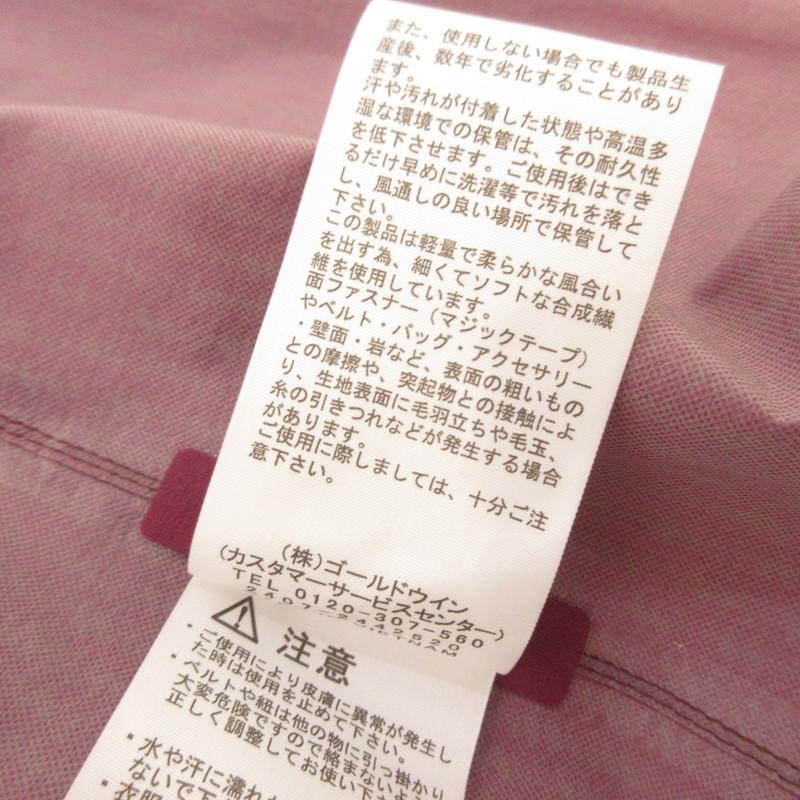 また、使用しない場合でも製品生
産後、数年で劣化することがあり
ます。
汗や汚れが付着した状態や高温多
湿な環境での保管は、その耐久性
を低下させます。ご使用後はでき
るだけ早めに洗濯等で汚れを落と
し、風通しの良い場所で保管して
下さい。
この製品は軽量で柔らかな風合い
を出す為、細くてソフトな合成繊
維を使用しています。
面ファスナー（マジックテープ）
やベルト・バッグ・アクセサリー
・壁面・岩など、表面の粗いもの
との摩擦や、突起物との接触によ
り、生地表面に毛羽立ちや毛玉、
糸の引きつれなどが発生する場合
があります。
ご使用に際しましては、十分ご注
意下さい。
(株)ゴールドウイン
(カスタマーサービスセンター)
TEL 0120-307-560
注意
・ご使用により皮膚に異常が発生し
た時は使用を止めて下さい。
・ベルトや紐は他の物に引っ掛かり
大変危険ですので絡まないよう
正しく調整してお使い下
・水や汗に濡れ
ないで下
・衣服